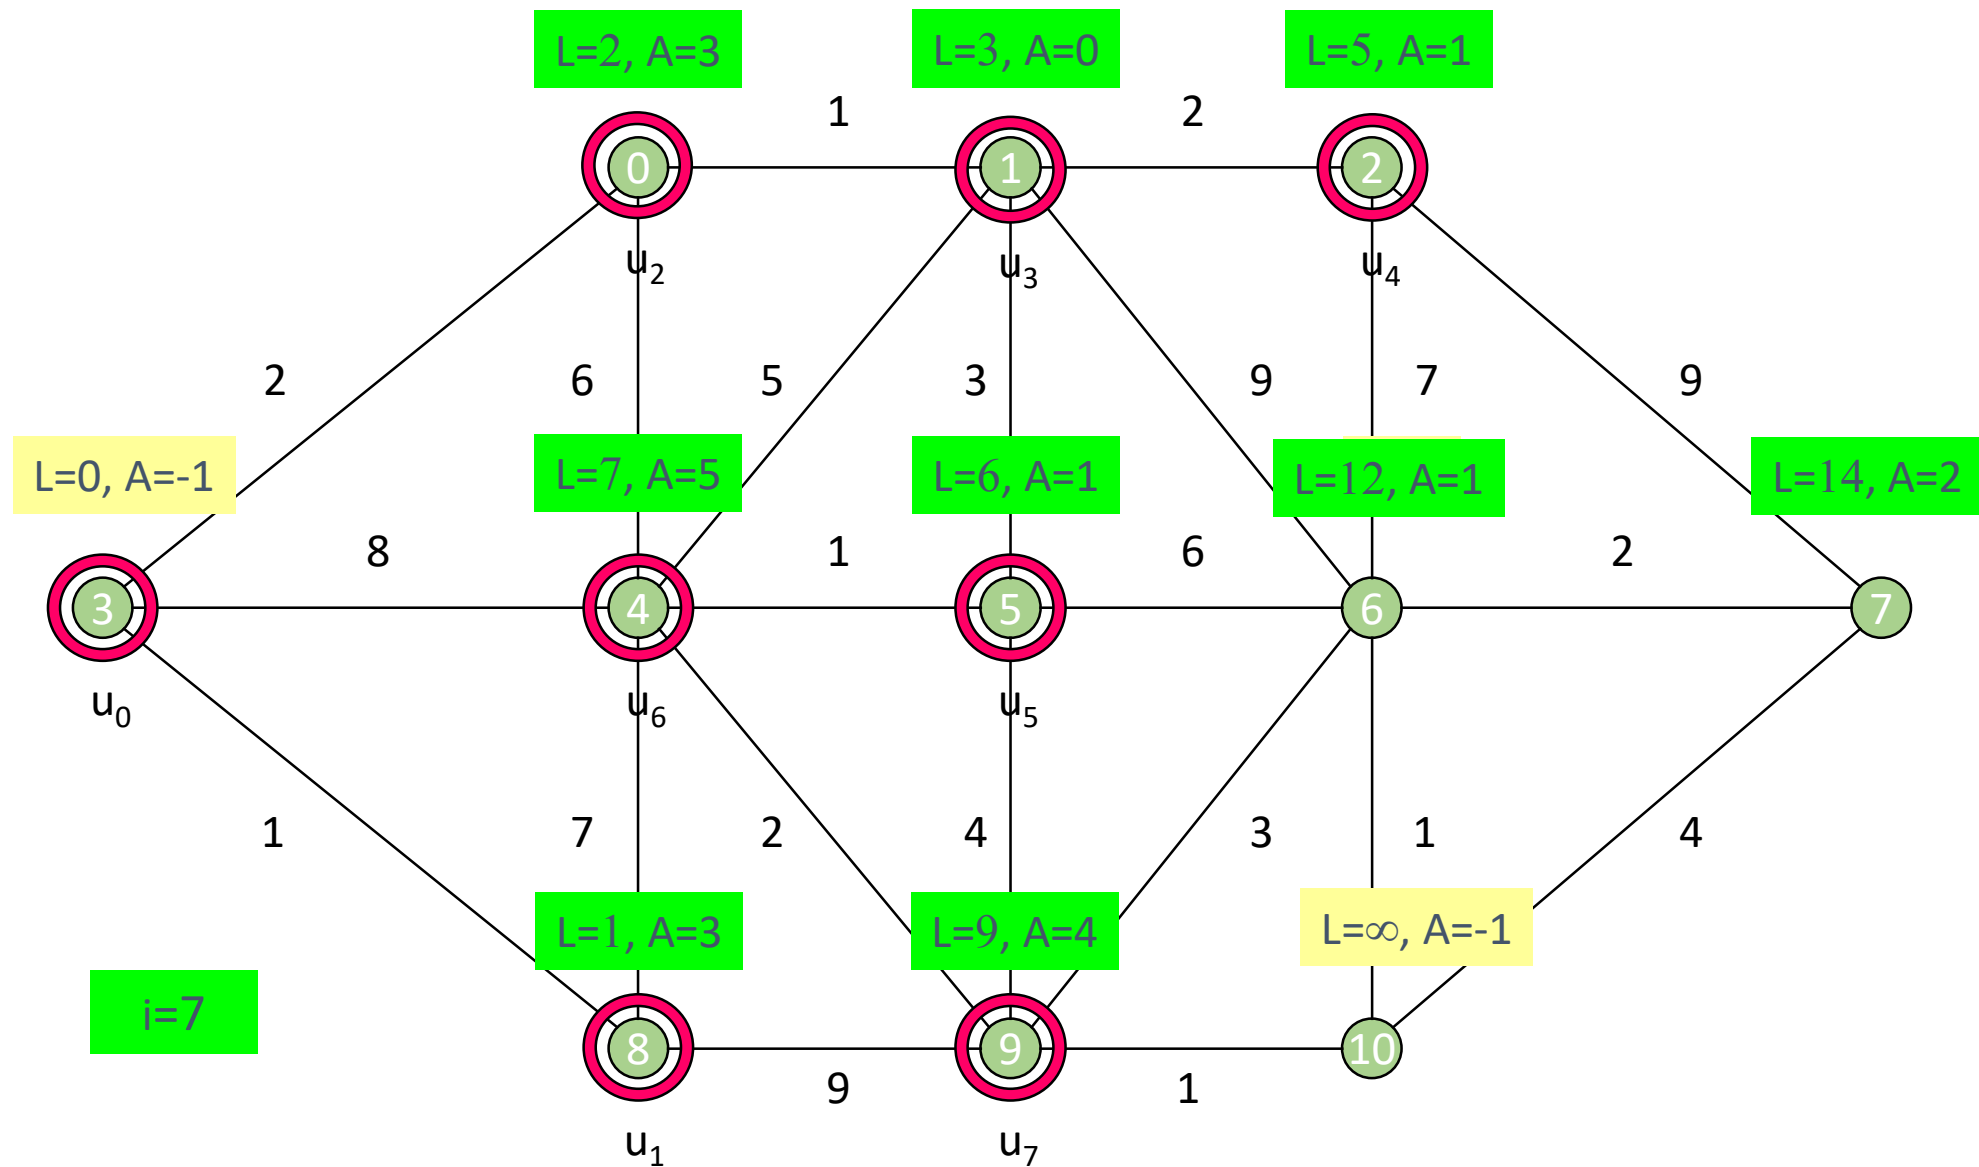 L=2, A=3
L=3, A=0
L=5, A=1
1
2
0
1
2
u2
u3
u4
2
6
5
3
9
7
9
L=0, A=-1
L=7, A=5
L=6, A=1
L=12, A=1
L=14, A=2
8
1
6
2
3
4
5
6
7
u0
u6
u5
1
7
2
4
3
1
4
L=1, A=3
L=9, A=4
L=∞, A=-1
i=7
8
9
10
9
1
u1
u7